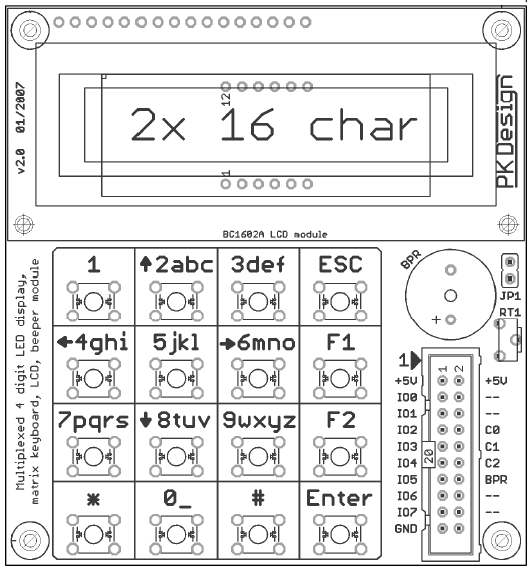 v2.0 01/2007
12
2x 16 char
1
PK Design
BC1602A LCD module
Multiplexed 4 digit LED display,
matrix keyboard, LCD, beeper module
1 ↑2abc 3def ESC
←4ghi 5jkl →6mno F1
7pqrs ↓8tuv 9wxyz F2
* 0_ # Enter
BPR
+
JP1
RT1
1
1 2
+5V +5V
IO0 --
IO1 --
IO2 C0
IO3 C1
IO4 C2
20
IO5 BPR
IO6 --
IO7 --
GND